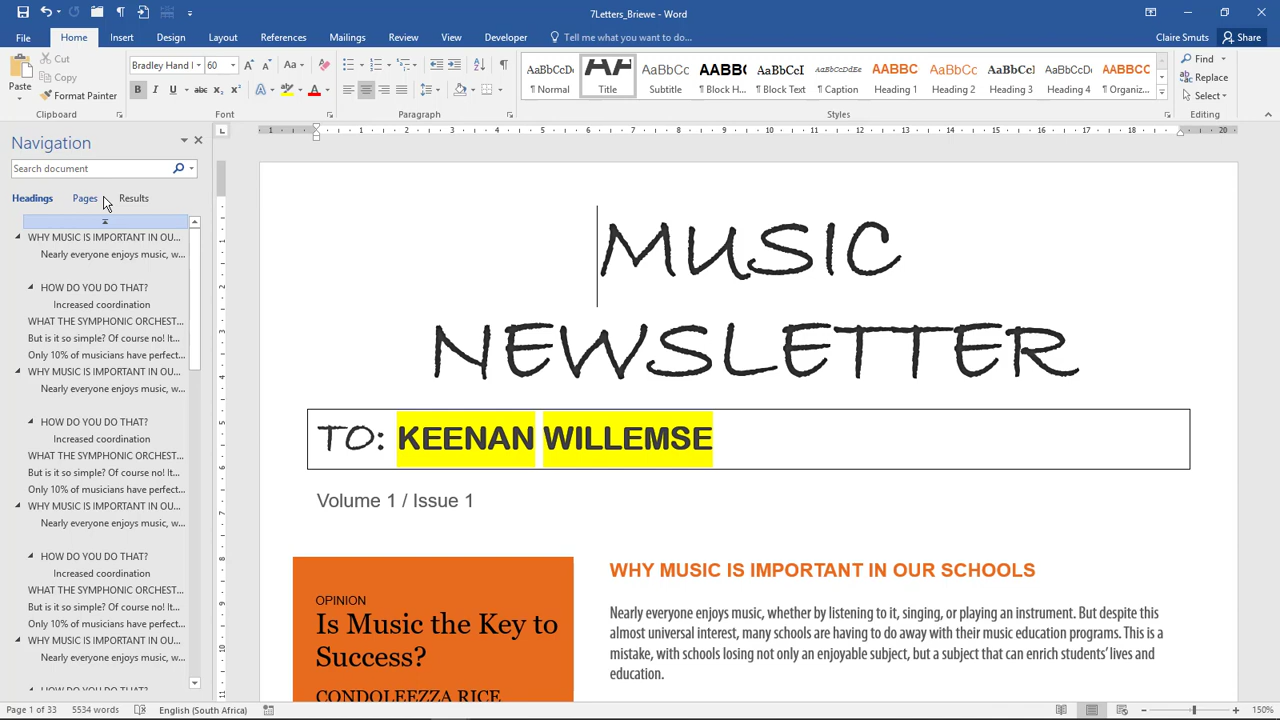 7Letters_Briewe - Word
Claire Smuts
Share
File
Home
Insert
Design
Layout
References
Mailings
Review
View
Developer
Tell me what you want to do...
Paste
Cut
Copy
Format Painter
Clipboard
Bradley Hand I
60
Font
Paragraph
AaBbCcDc
¶ Normal
Title
AaBbCc
Subtitle
AABBC
¶ Block H...
AaBbCcI
¶ Block Text
AaBbCcDdEe
¶ Caption
AABBC
Heading 1
AaBbCc
Heading 2
AaBbCc
Heading 3
AaBbCcDc
Heading 4
AABBC
¶ Organiz...
Styles
Find
Replace
Select
Editing
Navigation
Search document
Headings
Pages
Results
WHY MUSIC IS IMPORTANT IN OU...
Nearly everyone enjoys music, w...
HOW DO YOU DO THAT?
Increased coordination
WHAT THE SYMPHONIC ORCHEST...
But is it so simple? Of course no! It...
Only 10% of musicians have perfect...
WHY MUSIC IS IMPORTANT IN OU...
Nearly everyone enjoys music, w...
HOW DO YOU DO THAT?
Increased coordination
WHAT THE SYMPHONIC ORCHEST...
But is it so simple? Of course no! It...
Only 10% of musicians have perfect...
WHY MUSIC IS IMPORTANT IN OU...
Nearly everyone enjoys music, w...
HOW DO YOU DO THAT?
Increased coordination
WHAT THE SYMPHONIC ORCHEST...
But is it so simple? Of course no! It...
Only 10% of musicians have perfect...
WHY MUSIC IS IMPORTANT IN OU...
Nearly everyone enjoys music, w...
MUSIC
NEWSLETTER
TO: KEENAN WILLEMSE
Volume 1 / Issue 1
OPINION
Is Music the Key to
Success?
CONDOLEEZZA RICE
WHY MUSIC IS IMPORTANT IN OUR SCHOOLS
Nearly everyone enjoys music, whether by listening to it, singing, or playing an instrument. But despite this
almost universal interest, many schools are having to do away with their music education programs. This is a
mistake, with schools losing not only an enjoyable subject, but a subject that can enrich students' lives and
education.
Page 1 of 33
5534 words
English (South Africa)
150%